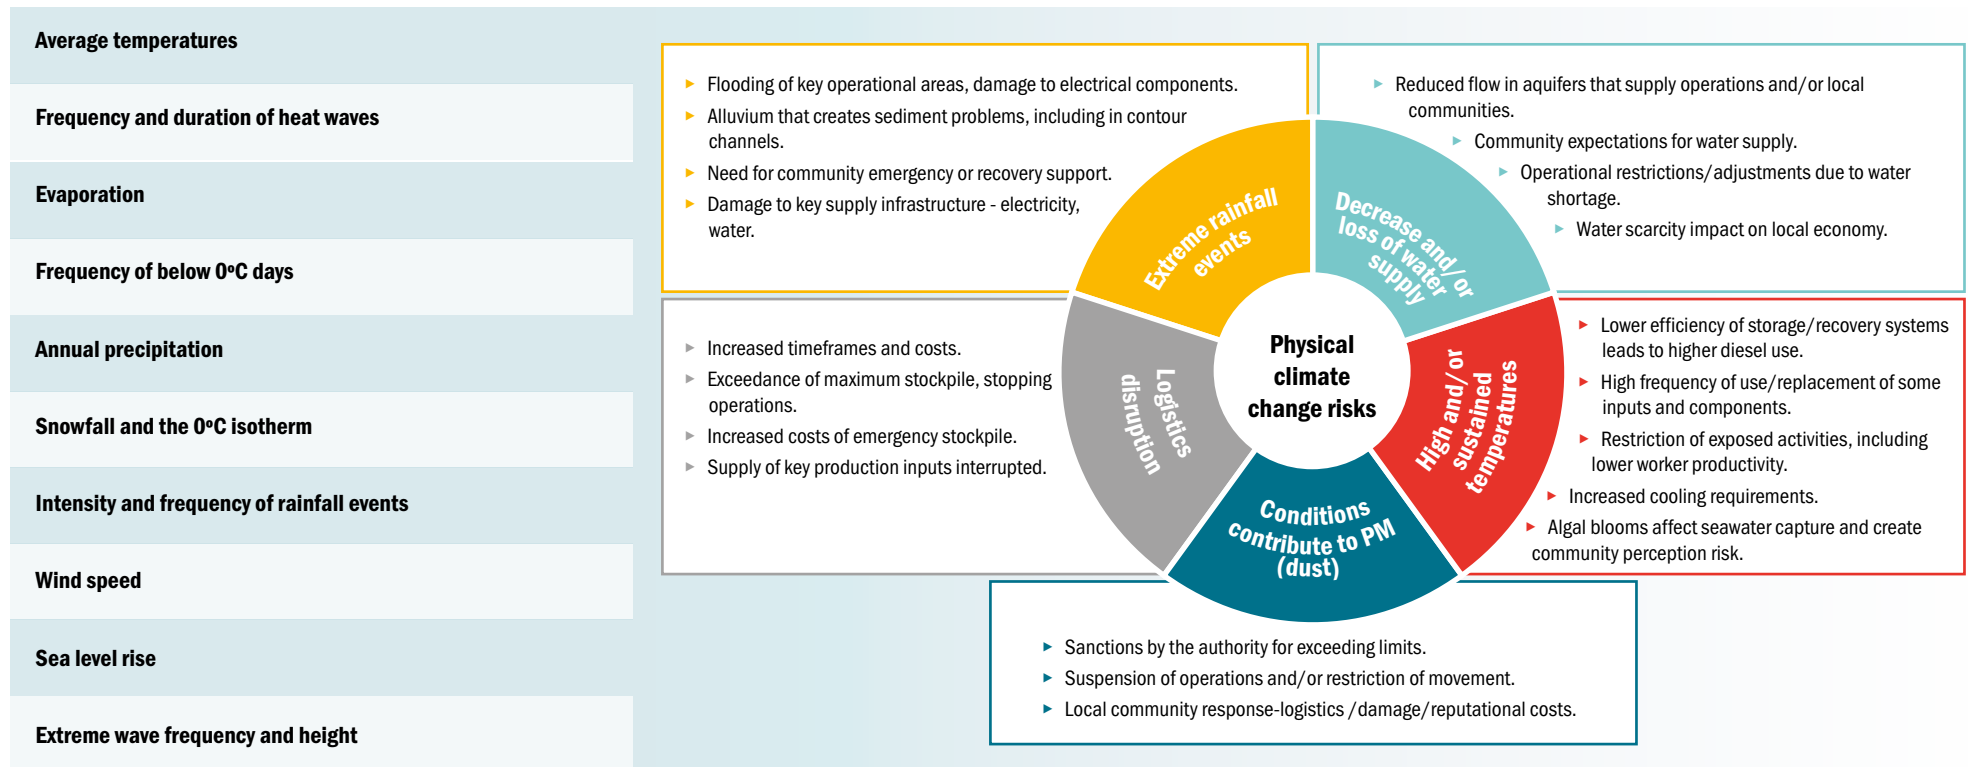 Average temperatures
Frequency and duration of heat waves
Evaporation
Frequency of below 0ºC days
Annual precipitation
Snowfall and the 0ºC isotherm
Intensity and frequency of rainfall events
Wind speed
Sea level rise
Extreme wave frequency and height
► Flooding of key operational areas, damage to electrical components.
► Alluvium that creates sediment problems, including in contour
channels.
► Need for community emergency or recovery support.
► Damage to key supply infrastructure - electricity,
water.
► Reduced flow in aquifers that supply operations and/or local
communities.
► Community expectations for water supply.
► Operational restrictions/adjustments due to water
shortage.
► Water scarcity impact on local economy.
► Increased timeframes and costs.
► Exceedance of maximum stockpile, stopping
operations.
► Increased costs of emergency stockpile.
► Supply of key production inputs interrupted.
Extreme rainfall
events
Decrease and/or
loss of water
supply
Logistics
disruption
Physical
climate
change risks
High and/or
sustained
temperatures
Conditions
contribute to PM
(dust)
► Lower efficiency of storage/recovery systems
leads to higher diesel use.
► High frequency of use/replacement of some
inputs and components.
► Restriction of exposed activities, including
lower worker productivity.
► Increased cooling requirements.
► Algal blooms affect seawater capture and create
community perception risk.
► Sanctions by the authority for exceeding limits.
► Suspension of operations and/or restriction of movement.
► Local community response-logistics /damage/reputational costs.